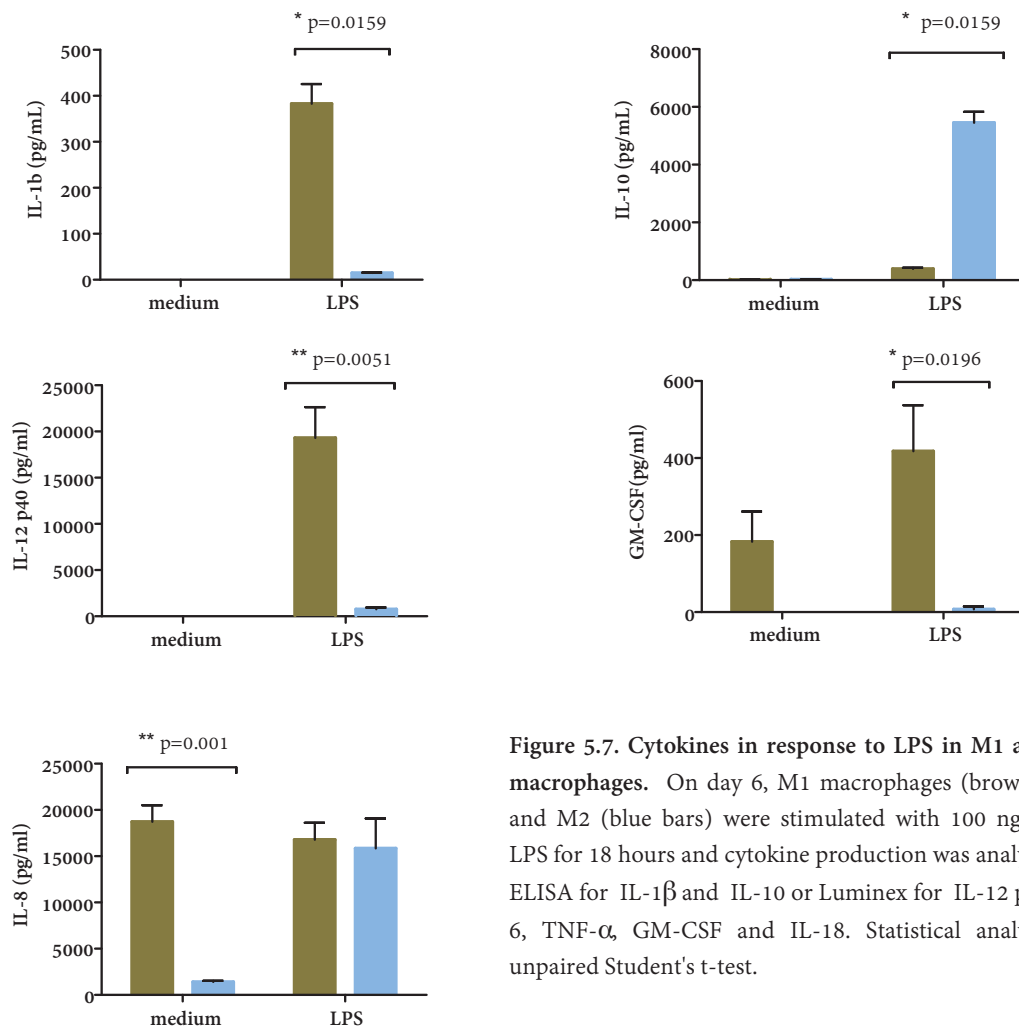 * p=0.0159
500
400
300
200
100
0
IL-1b (pg/mL)
medium LPS
* p=0.0159
8000
6000
4000
2000
0
IL-10 (pg/mL)
medium LPS
** p=0.0051
25000
20000
15000
10000
5000
0
IL-12 p40 (pg/ml)
medium LPS
* p=0.0196
600
400
200
0
GM-CSF(pg/ml)
medium LPS
** p=0.001
25000
20000
15000
10000
5000
0
IL-8 (pg/ml)
medium LPS
Figure 5.7. Cytokines in response to LPS in M1 a
macrophages. On day 6, M1 macrophages (brow
and M2 (blue bars) were stimulated with 100 ng
LPS for 18 hours and cytokine production was anal
ELISA for IL-1β and IL-10 or Luminex for IL-12 p
6, TNF-α, GM-CSF and IL-18. Statistical anal
unpaired Student's t-test.